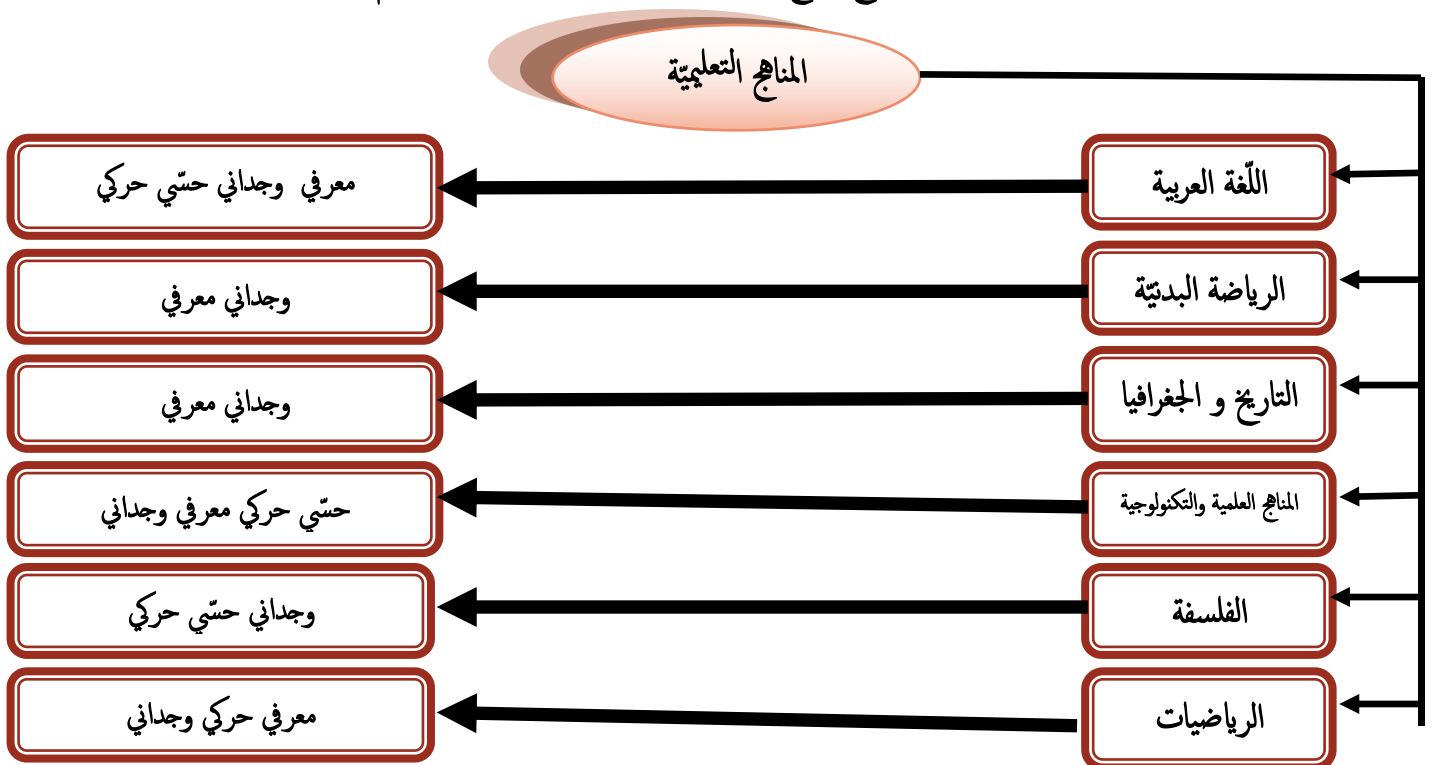 المناهج التعليميّة
اللّغة العربية
معرفي وجداني حسّي حركي
الرياضة البدنيّة
وجداني معرفي
التاريخ و الجغرافيا
وجداني معرفي
المناهج العلمية والتكنولوجية
حسّي حركي معرفي وجداني
الفلسفة
وجداني حسّي حركي
الرياضيات
معرفي حركي وجداني